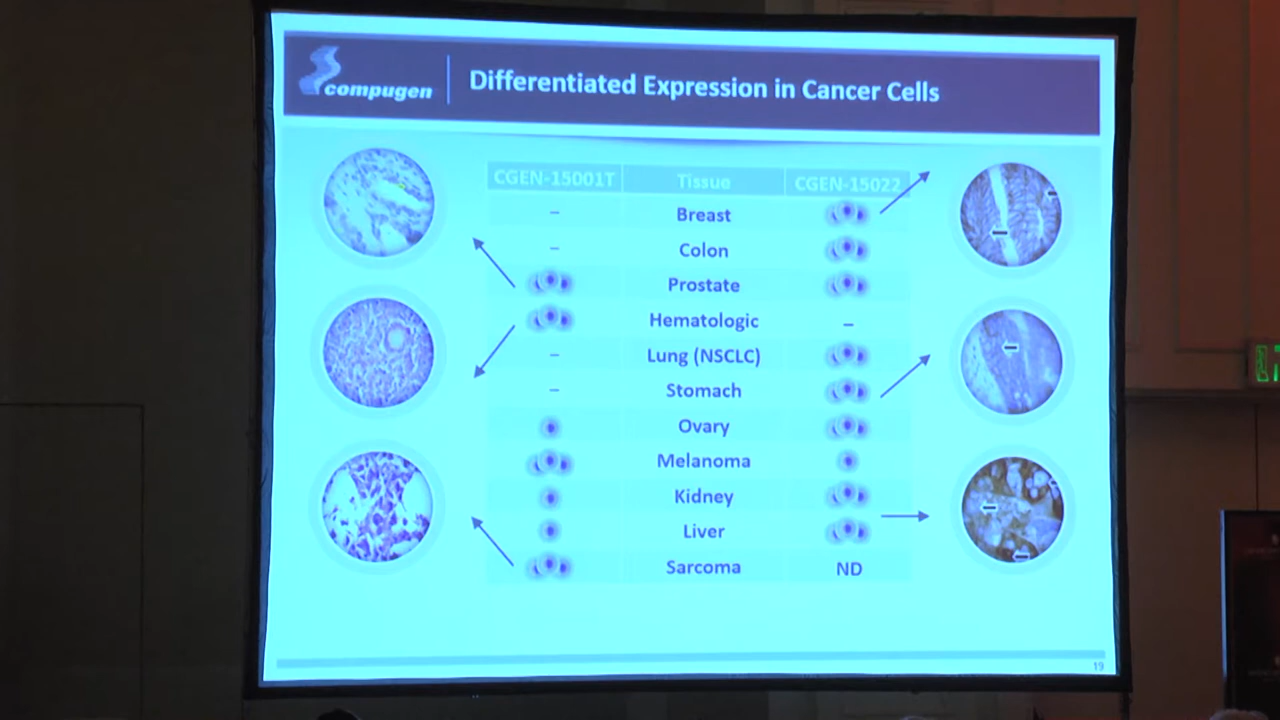 compugen
Differentiated Expression in Cancer Cells
CGEN-15001T Tissue CGEN-15022
– Breast
– Colon
Prostate
Hematologic –
– Lung (NSCLC)
– Stomach
Ovary
Melanoma
Kidney
Liver
Sarcoma ND
19